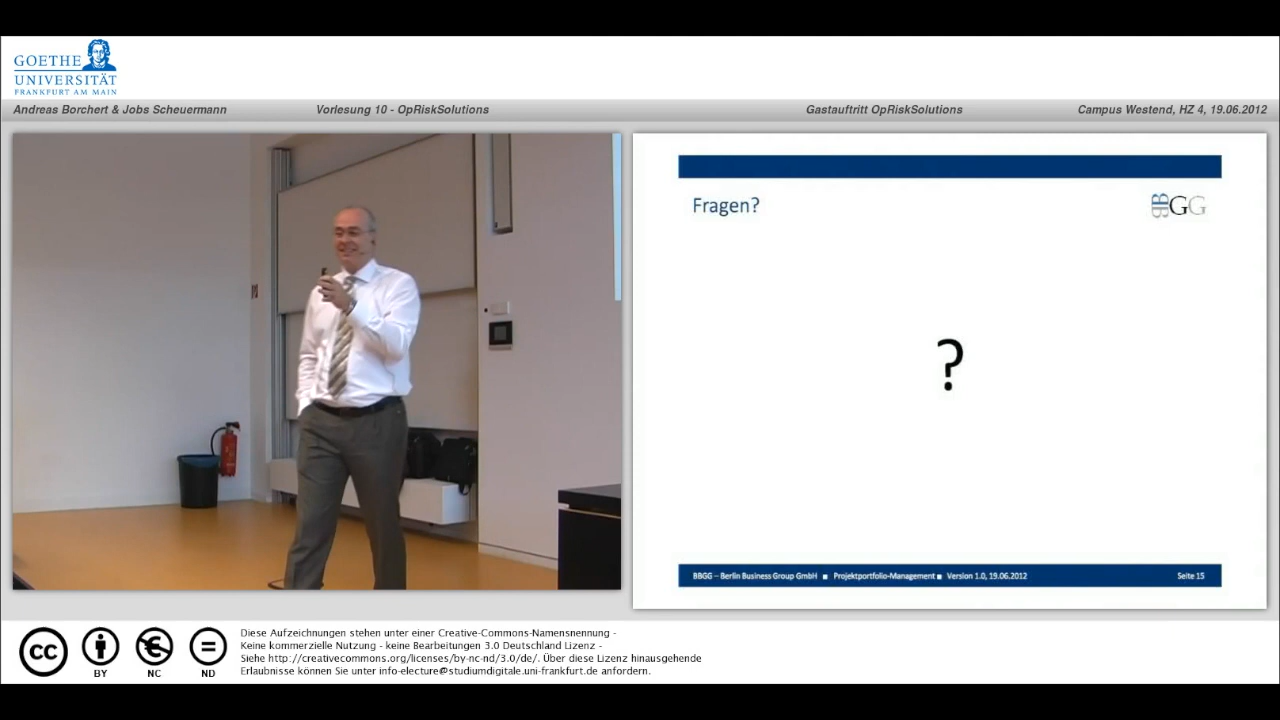 GOETHE
UNIVERSITÄT
FRANKFURT AM MAIN
Andreas Borchert & Jobs Scheuermann Vorlesung 10 - OpRiskSolutions Gastauftritt OpRiskSolutions Campus Westend, HZ 4, 19.06.2012
Fragen?
BBGG
?
BBGG – Berlin Business Group GmbH ■ Projektportfolio-Management ■ Version 1.0, 19.06.2012 Seite 15
cc
BY NC ND
Diese Aufzeichnungen stehen unter einer Creative-Commons-Namensnennung -
Keine kommerzielle Nutzung - keine Bearbeitungen 3.0 Deutschland Lizenz -
Siehe http://creativecommons.org/licenses/by-nc-nd/3.0/de/. Über diese Lizenz hinausgehende
Erlaubnisse können Sie unter info-electure@studiumdigitale.uni-frankfurt.de anfordern.